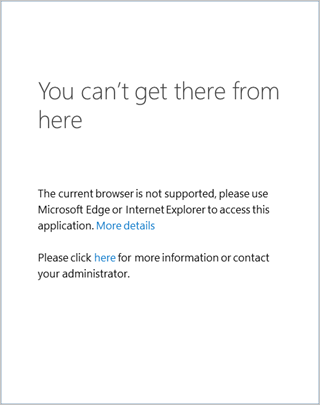 You can't get there from
here
The current browser is not supported, please use
Microsoft Edge or Internet Explorer to access this
application. More details
Please click here for more information or contact
your administrator.